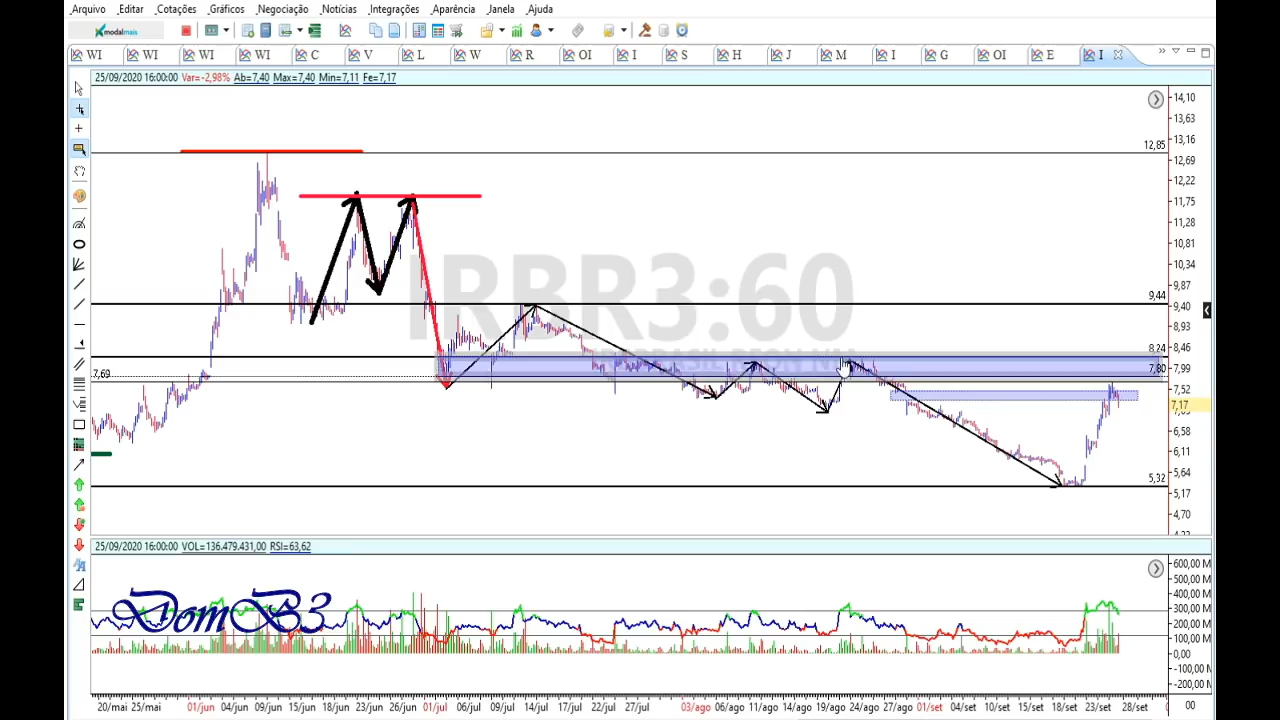 Arquivo Editar Cotações Gráficos Negociação Notícias Integrações Aparência Janela Ajuda
modalmais
WI WI WI WI C V L W R OI I S H J M I G OI E I
25/09/2020 16:00:00 Var=-2,98% Ab=7,40 Max=7,40 Min=7,11 Fe=7,17
14,10
13,63
13,16
12,85
12,69
12,22
11,75
11,28
10,81
10,34
9,87
9,44
9,40
8,93
8,24
8,46
7,80
7,99
7,69
7,52
7,17
6,58
6,11
5,64
5,32
5,17
4,70
IRBR3:60
25/09/2020 16:00:00 VOL=136.479.431,00 RSI=63,62
DomB3
600,00 M
500,00 M
400,00 M
300,00 M
200,00 M
100,00 M
0,00
-100,00 M
-200,00 M
20/mai 25/mai 01/jun 04/jun 09/jun 15/jun 18/jun 23/jun 26/jun 01/jul 06/jul 09/jul 14/jul 17/jul 22/jul 27/jul 03/ago 06/ago 11/ago 14/ago 19/ago 24/ago 27/ago 01/set 04/set 09/set 15/set 18/set 23/set 28/set 00